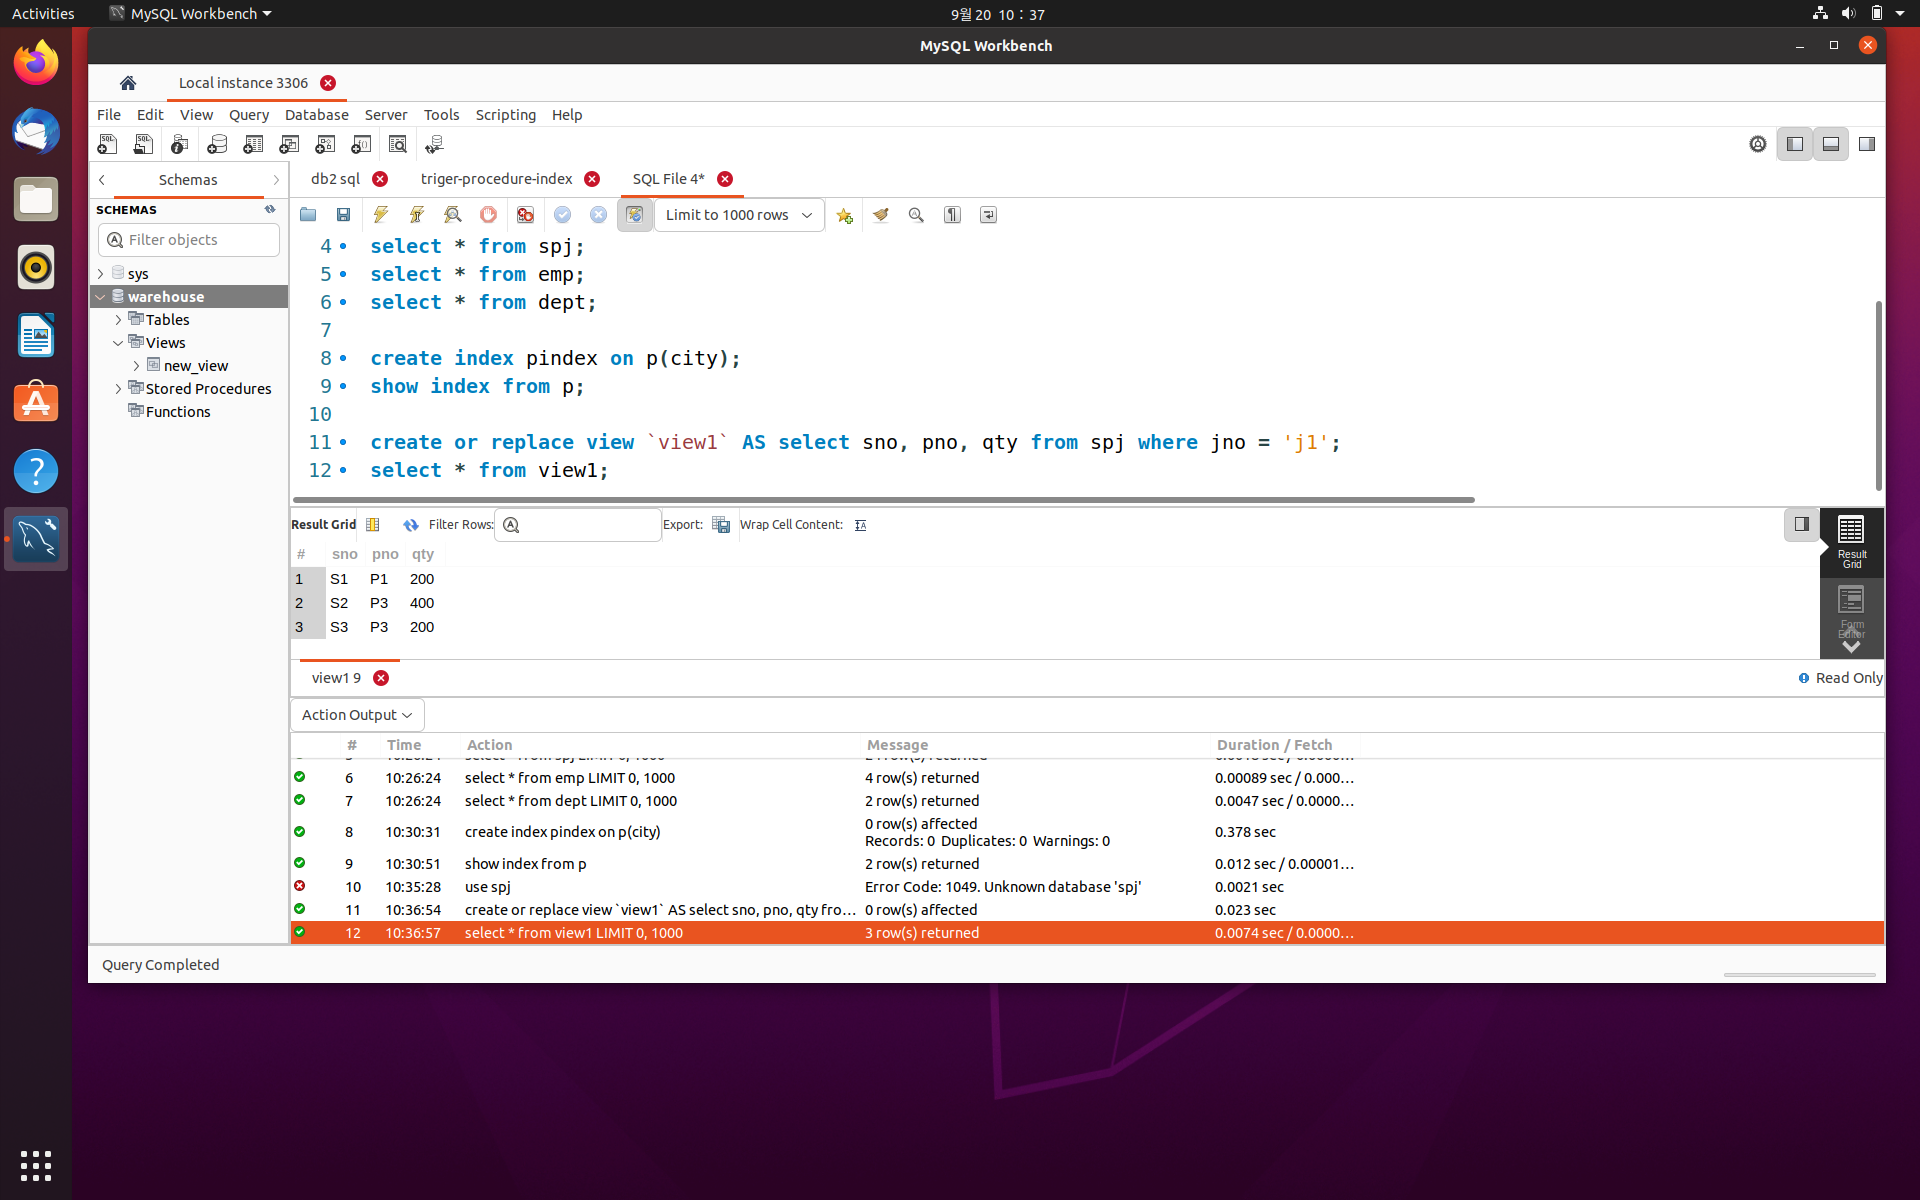 Activities
MySQL Workbench
9월 20 10 : 37
MySQL Workbench
Local instance 3306
File Edit View Query Database Server Tools Scripting Help
Schemas
db2 sql
triger-procedure-index
SQL File 4*
SCHEMAS
Filter objects
Limit to 1000 rows
sys
warehouse
Tables
Views
new_view
Stored Procedures
Functions
4 select * from spj;
5 select * from emp;
6 select * from dept;
7
8 create index pindex on p(city);
9 show index from p;
10
11 create or replace view `view1` AS select sno, pno, qty from spj where jno = 'j1';
12 select * from view1;
Result Grid Filter Rows: Export: Wrap Cell Content:
# sno pno qty
1 S1 P1 200
2 S2 P3 400
3 S3 P3 200
Result Grid
Form Editor
view1 9
Read Only
Action Output
# Time Action Message Duration / Fetch
6 10:26:24 select * from emp LIMIT 0, 1000 4 row(s) returned 0.00089 sec / 0.000...
7 10:26:24 select * from dept LIMIT 0, 1000 2 row(s) returned 0.0047 sec / 0.0000...
8 10:30:31 create index pindex on p(city) 0 row(s) affected Records: 0 Duplicates: 0 Warnings: 0 0.378 sec
9 10:30:51 show index from p 2 row(s) returned 0.012 sec / 0.00001...
10 10:35:28 use spj Error Code: 1049. Unknown database 'spj' 0.0021 sec
11 10:36:54 create or replace view `view1` AS select sno, pno, qty fro... 0 row(s) affected 0.023 sec
12 10:36:57 select * from view1 LIMIT 0, 1000 3 row(s) returned 0.0074 sec / 0.0000...
Query Completed